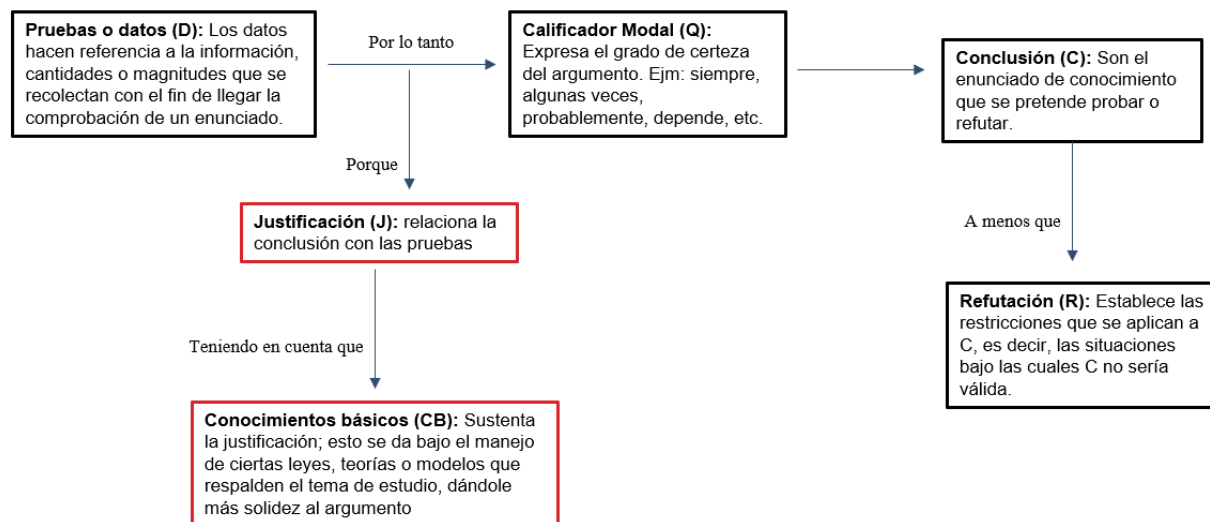 Pruebas o datos (D): Los datos
hacen referencia a la información,
cantidades o magnitudes que se
recolectan con el fin de llegar la
comprobación de un enunciado.
Por lo tanto
Calificador Modal (Q):
Expresa el grado de certeza
del argumento. Ejm: siempre,
algunas veces,
probablemente, depende, etc.
Conclusión (C): Son el
enunciado de conocimiento
que se pretende probar o
refutar.
Porque
Justificación (J): relaciona la
conclusión con las pruebas
A menos que
Refutación (R): Establece las
restricciones que se aplican a
C, es decir, las situaciones
bajo las cuales C no sería
válida.
Teniendo en cuenta que
Conocimientos básicos (CB): Sustenta
la justificación; esto se da bajo el manejo
de ciertas leyes, teorías o modelos que
respalden el tema de estudio, dándole
más solidez al argumento